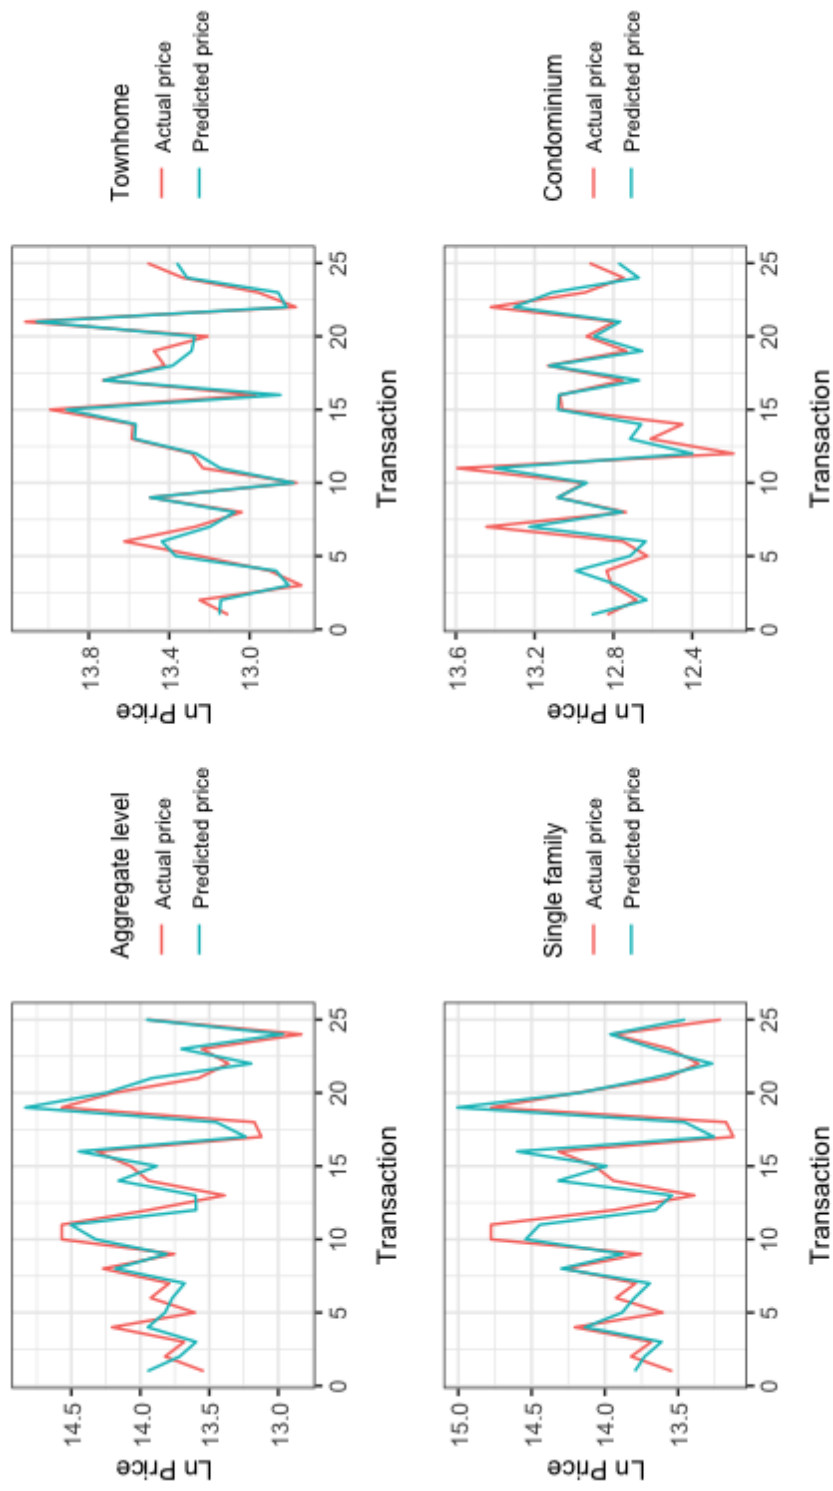 Aggregate level
Actual price
Predicted price
Ln Price
14.5
14.0
13.5
13.0
0
5
10
15
20
25
Transaction
Townhome
Actual price
Predicted price
Ln Price
13.8
13.4
13.0
0
5
10
15
20
25
Transaction
Single family
Actual price
Predicted price
Ln Price
15.0
14.5
14.0
13.5
0
5
10
15
20
25
Transaction
Condominium
Actual price
Predicted price
Ln Price
13.6
13.2
12.8
12.4
0
5
10
15
20
25
Transaction